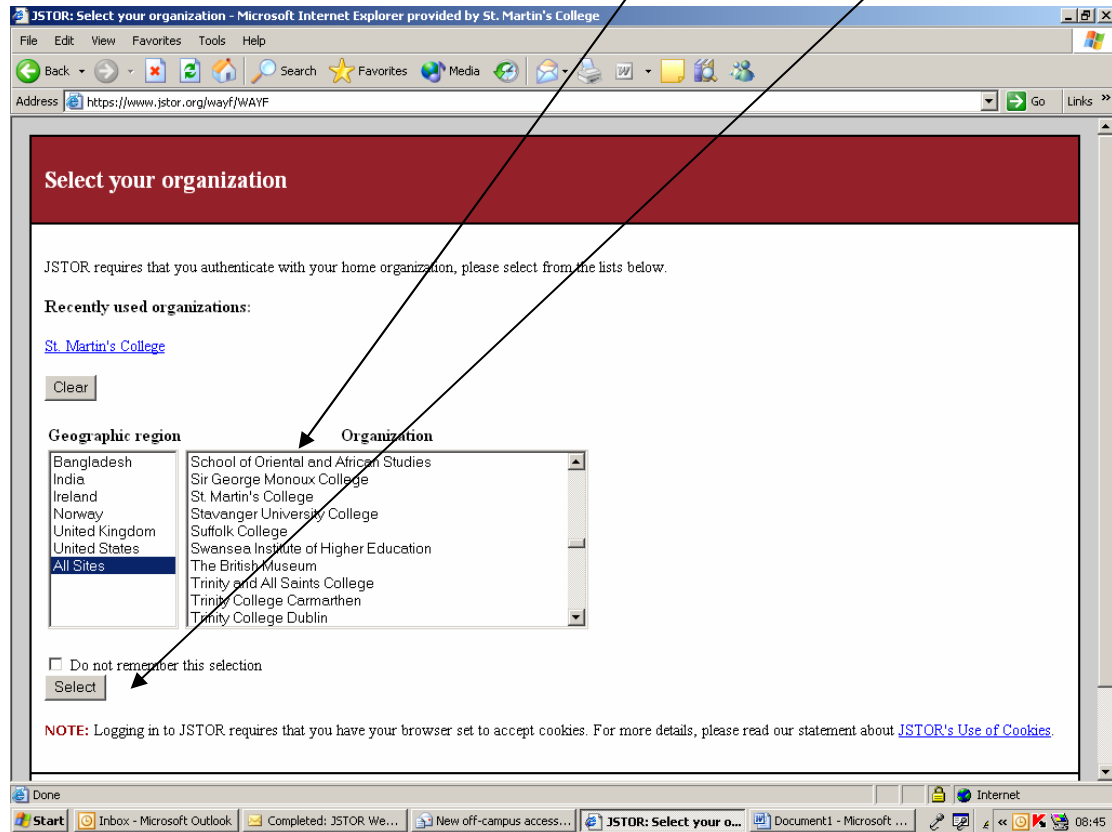 JSTOR: Select your organization - Microsoft Internet Explorer provided by St. Martin's College
File Edit View Favorites Tools Help
Back Search Favorites Media
Address https://www.jstor.org/wayf/WAYF Go Links »
Select your organization
JSTOR requires that you authenticate with your home organization, please select from the lists below.
Recently used organizations:
St. Martin's College
Clear
Geographic region Organization
Bangladesh School of Oriental and African Studies
India Sir George Monoux College
Ireland St. Martin's College
Norway Stavanger University College
United Kingdom Suffolk College
United States Swansea Institute of Higher Education
All Sites The British Museum
Trinity and All Saints College
Trinity College Carmarthen
Trinity College Dublin
Do not remember this selection
Select
NOTE: Logging in to JSTOR requires that you have your browser set to accept cookies. For more details, please read our statement about JSTOR's Use of Cookies.
Done Internet
Start Inbox - Microsoft Outlook Completed: JSTOR We... New off-campus access... JSTOR: Select your o... Document1 - Microsoft ... « 08:45